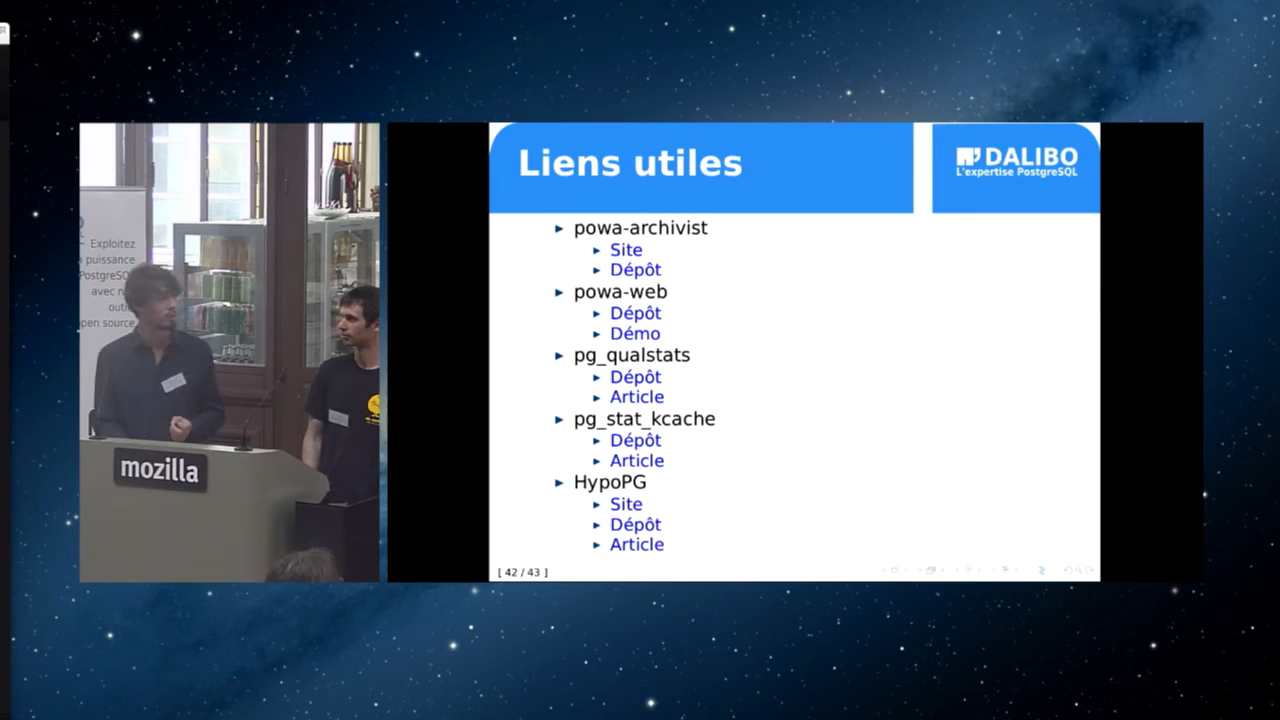 Exploitez
puissance
PostgreSQ
avec n
outi
pen source
mozilla
Liens utiles
DALIBO
L'expertise PostgreSQL
powa-archivist
Site
Dépôt
powa-web
Dépôt
Démo
pg_qualstats
Dépôt
Article
pg_stat_kcache
Dépôt
Article
HypoPG
Site
Dépôt
Article
[ 42 / 43 ]